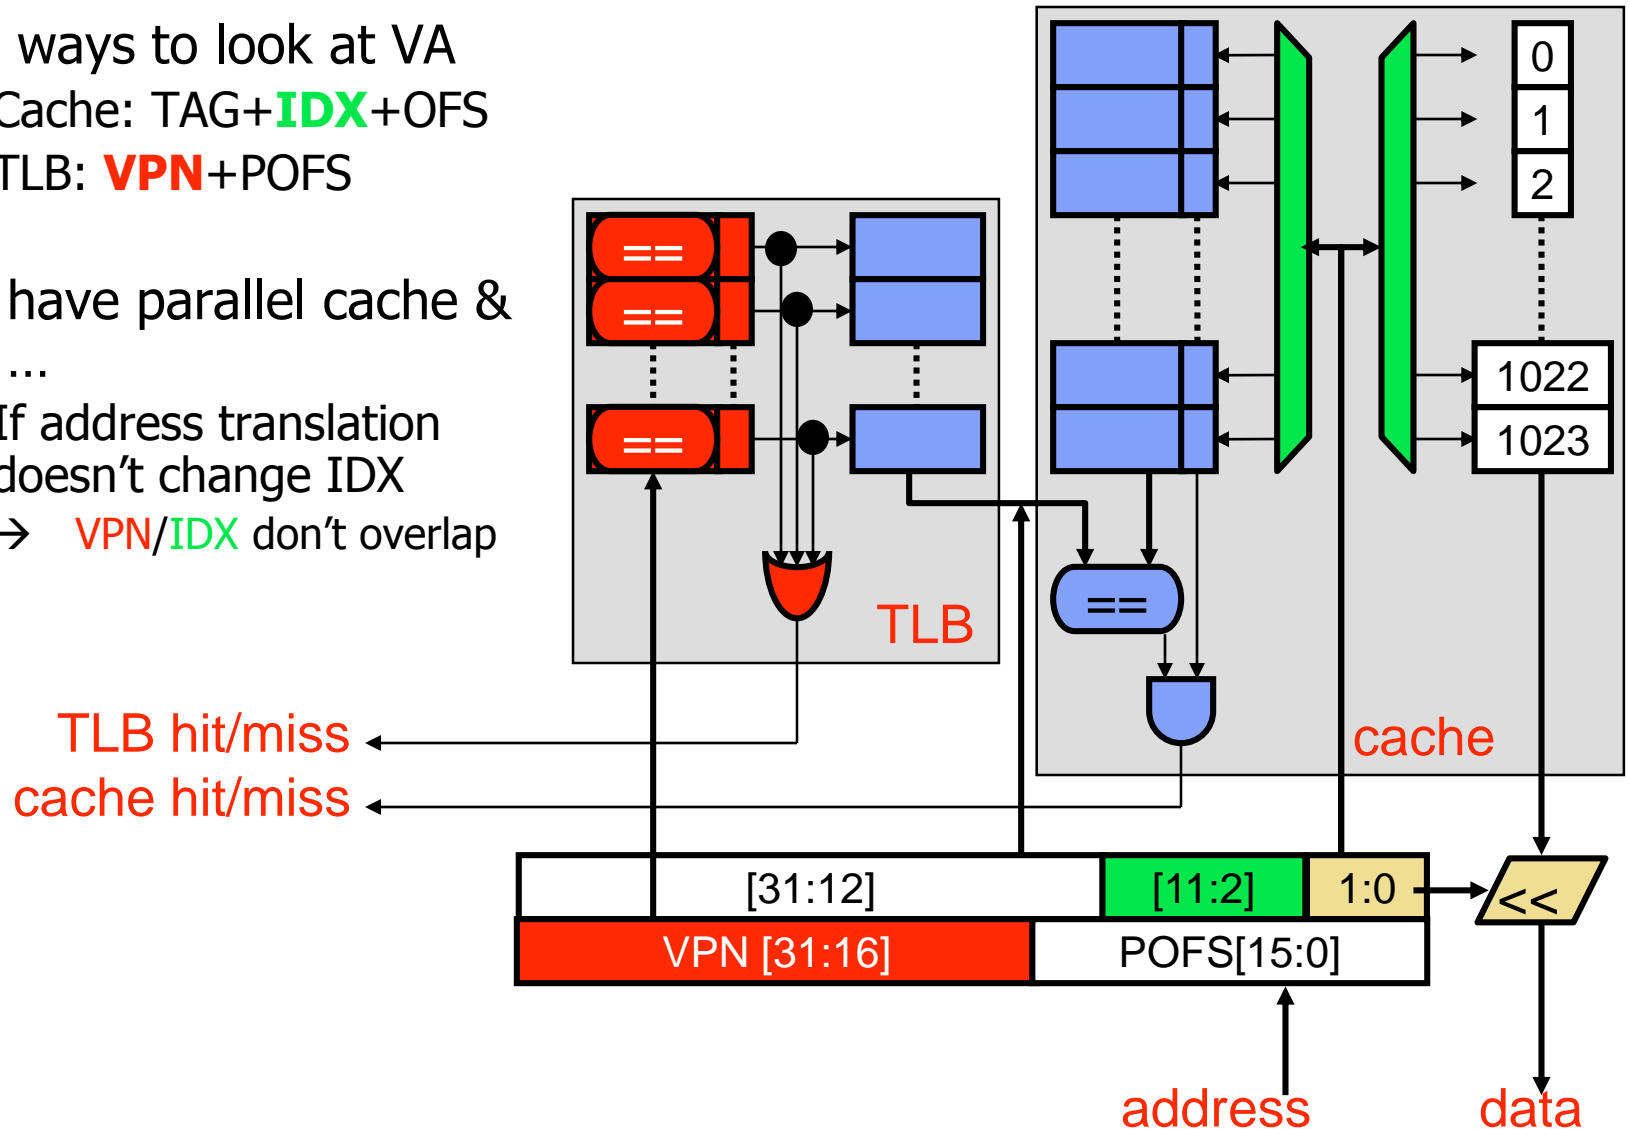 ways to look at VA
Cache: TAG+IDX+OFS
TLB: VPN+POFS
have parallel cache &
...
If address translation
doesn't change IDX
→ VPN/IDX don't overlap
==
==
==
TLB
0
1
2
1022
1023
==
cache
TLB hit/miss
cache hit/miss
[31:12] [11:2] 1:0 <<
VPN [31:16] POFS[15:0]
address data